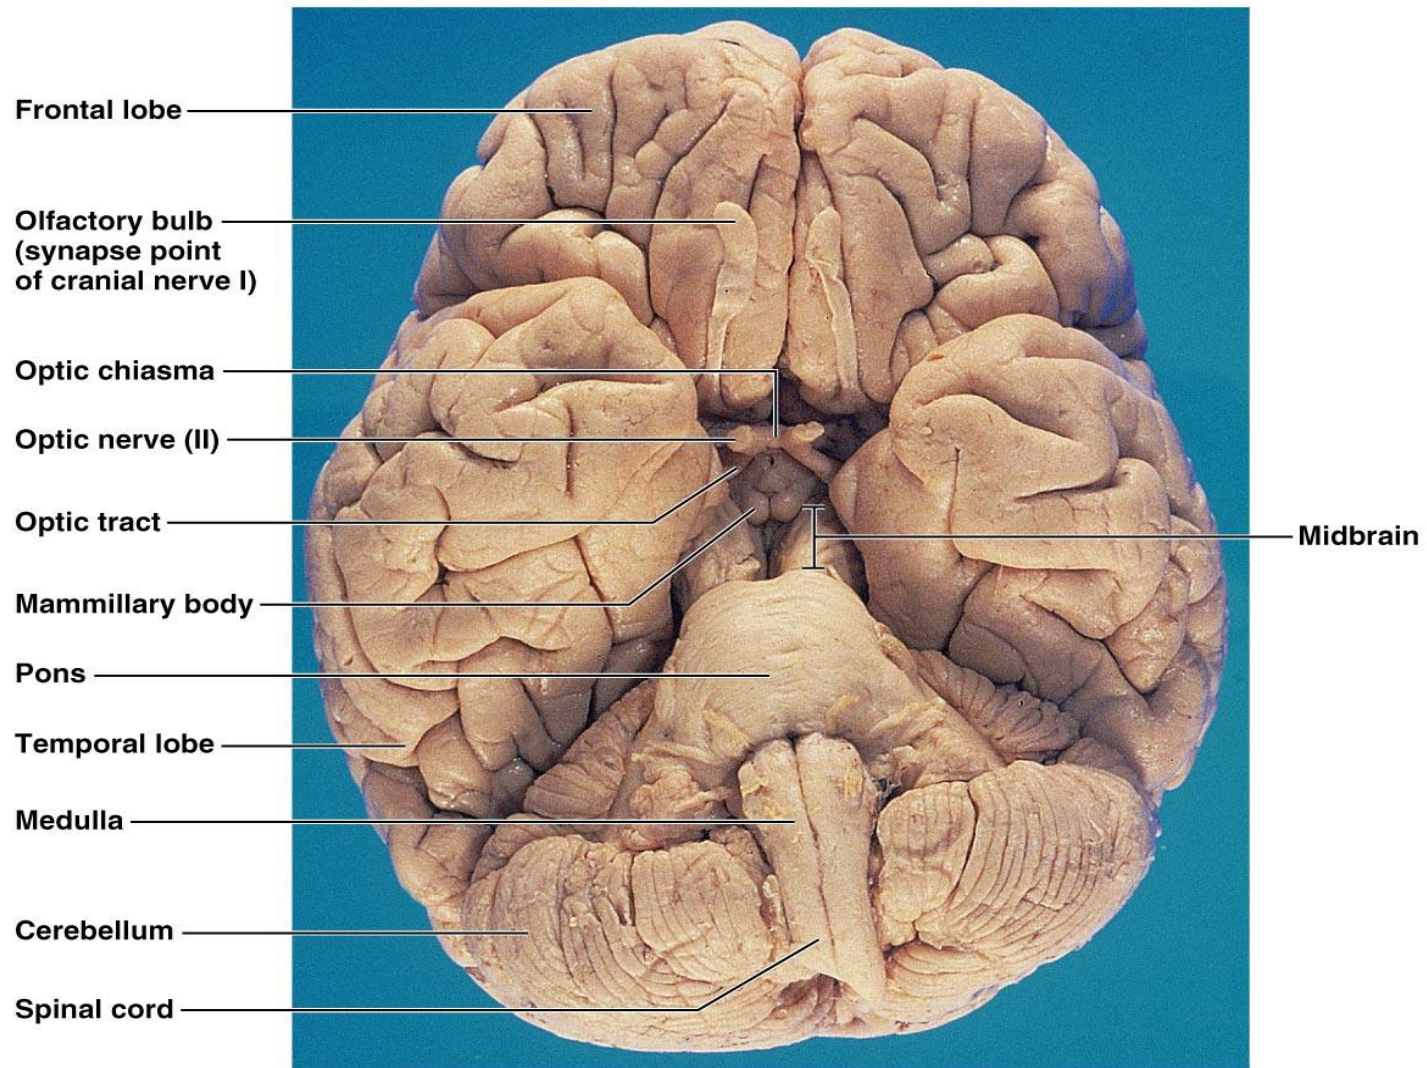 Frontal lobe
Olfactory bulb
(synapse point
of cranial nerve I)
Optic chiasma
Optic nerve (II)
Optic tract
Midbrain
Mammillary body
Pons
Temporal lobe
Medulla
Cerebellum
Spinal cord